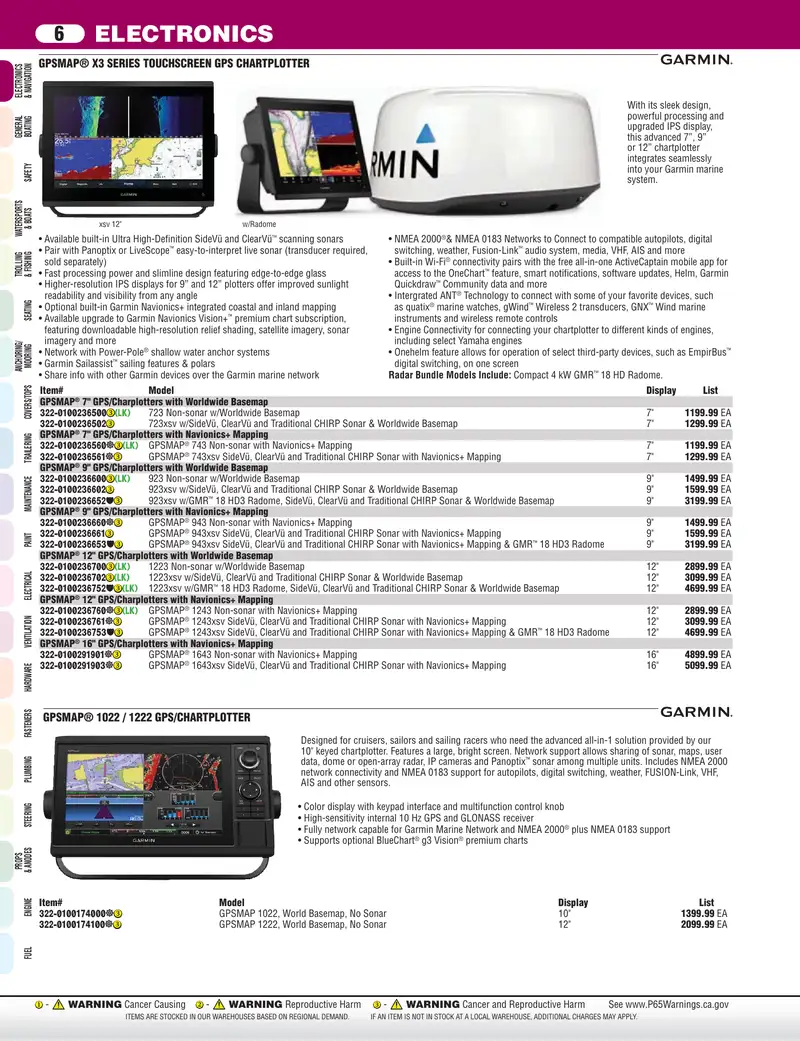 6 ELECTRONICS
GPSMAP® X3 SERIES TOUCHSCREEN GPS CHARTPLOTTER
GARMIN.
ELECTRONICS & NAVIGATION
GENERAL BOATING
SAFETY
WATERSPORTS & BOATS
TROLLING & FISHING
SEATING
ANCHORING/ MOORING
COVERS/TOPS
TRAILERING
MAINTENANCE
PAINT
ELECTRICAL
VENTILATION
HARDWARE
FASTENERS
PLUMBING
STEERING
PROPS & ANODES
ENGINE
FUEL
GARMIN
RMIN
With its sleek design,
powerful processing and
upgraded IPS display,
this advanced 7", 9"
or 12" chartplotter
integrates seamlessly
into your Garmin marine
system.
xsv 12"
w/Radome
• Available built-in Ultra High-Definition SideVü and ClearVü™ scanning sonars
• Pair with Panoptix or LiveScope™ easy-to-interpret live sonar (transducer required,
sold separately)
• Fast processing power and slimline design featuring edge-to-edge glass
• Higher-resolution IPS displays for 9" and 12" plotters offer improved sunlight
readability and visibility from any angle
• Optional built-in Garmin Navionics+ integrated coastal and inland mapping
• Available upgrade to Garmin Navionics Vision+™ premium chart subscription,
featuring downloadable high-resolution relief shading, satellite imagery, sonar
imagery and more
• Network with Power-Pole® shallow water anchor systems
• Garmin Sailassist™ sailing features & polars
• Share info with other Garmin devices over the Garmin marine network
• NMEA 2000®& NMEA 0183 Networks to Connect to compatible autopilots, digital
switching, weather, Fusion-Link™ audio system, media, VHF, AIS and more
• Built-in Wi-Fi® connectivity pairs with the free all-in-one ActiveCaptain mobile app for
access to the OneChart™ feature, smart notifications, software updates, Helm, Garmin
Quickdraw™ Community data and more
• Intergrated ANT® Technology to connect with some of your favorite devices, such
as quatix® marine watches, gWind™ Wireless 2 transducers, GNX™ Wind marine
instruments and wireless remote controls
• Engine Connectivity for connecting your chartplotter to different kinds of engines,
including select Yamaha engines
• Onehelm feature allows for operation of select third-party devices, such as EmpirBus™
digital switching, on one screen
Radar Bundle Models Include: Compact 4 kW GMR™ 18 HD Radome.
Item# Model Display List
GPSMAP® 7" GPS/Charplotters with Worldwide Basemap
322-0100236500 3 (LK) 723 Non-sonar w/Worldwide Basemap 7" 1199.99 EA
322-0100236502 3 723xsv w/SideVü, ClearVü and Traditional CHIRP Sonar & Worldwide Basemap 7" 1299.99 EA
GPSMAP® 7" GPS/Charplotters with Navionics+ Mapping
322-0100236560 3 (LK) GPSMAP® 743 Non-sonar with Navionics+ Mapping 7" 1199.99 EA
322-0100236561 3 GPSMAP® 743xsv SideVü, ClearVü and Traditional CHIRP Sonar with Navionics+ Mapping 7" 1299.99 EA
GPSMAP® 9" GPS/Charplotters with Worldwide Basemap
322-0100236600 3 (LK) 923 Non-sonar w/Worldwide Basemap 9" 1499.99 EA
322-0100236602 3 923xsv w/SideVü, ClearVü and Traditional CHIRP Sonar & Worldwide Basemap 9" 1599.99 EA
322-0100236652 3 923xsv w/GMR™ 18 HD3 Radome, SideVü, ClearVü and Traditional CHIRP Sonar & Worldwide Basemap 9" 3199.99 EA
GPSMAP® 9" GPS/Charplotters with Navionics+ Mapping
322-0100236660 3 GPSMAP® 943 Non-sonar with Navionics+ Mapping 9" 1499.99 EA
322-0100236661 3 GPSMAP® 943xsv SideVü, ClearVü and Traditional CHIRP Sonar with Navionics+ Mapping 9" 1599.99 EA
322-0100236653 3 GPSMAP® 943xsv SideVü, ClearVü and Traditional CHIRP Sonar with Navionics+ Mapping & GMR™ 18 HD3 Radome 9" 3199.99 EA
GPSMAP® 12" GPS/Charplotters with Worldwide Basemap
322-0100236700 3 (LK) 1223 Non-sonar w/Worldwide Basemap 12" 2899.99 EA
322-0100236702 3 (LK) 1223xsv w/SideVü, ClearVü and Traditional CHIRP Sonar & Worldwide Basemap 12" 3099.99 EA
322-0100236752 3 (LK) 1223xsv w/GMR™ 18 HD3 Radome, SideVü, ClearVü and Traditional CHIRP Sonar & Worldwide Basemap 12" 4699.99 EA
GPSMAP® 12" GPS/Charplotters with Navionics+ Mapping
322-0100236760 3 (LK) GPSMAP® 1243 Non-sonar with Navionics+ Mapping 12" 2899.99 EA
322-0100236761 3 GPSMAP® 1243xsv SideVü, ClearVü and Traditional CHIRP Sonar with Navionics+ Mapping 12" 3099.99 EA
322-0100236753 3 GPSMAP® 1243xsv SideVü, ClearVü and Traditional CHIRP Sonar with Navionics+ Mapping & GMR™ 18 HD3 Radome 12" 4699.99 EA
GPSMAP® 16" GPS/Charplotters with Navionics+ Mapping
322-0100291901 3 GPSMAP® 1643 Non-sonar with Navionics+ Mapping 16" 4899.99 EA
322-0100291903 3 GPSMAP® 1643xsv SideVü, ClearVü and Traditional CHIRP Sonar with Navionics+ Mapping 16" 5099.99 EA
GPSMAP® 1022 / 1222 GPS/CHARTPLOTTER
GARMIN.
GARMIN
Designed for cruisers, sailors and sailing racers who need the advanced all-in-1 solution provided by our
10" keyed chartplotter. Features a large, bright screen. Network support allows sharing of sonar, maps, user
data, dome or open-array radar, IP cameras and Panoptix™ sonar among multiple units. Includes NMEA 2000
network connectivity and NMEA 0183 support for autopilots, digital switching, weather, FUSION-Link, VHF,
AIS and other sensors.
• Color display with keypad interface and multifunction control knob
• High-sensitivity internal 10 Hz GPS and GLONASS receiver
• Fully network capable for Garmin Marine Network and NMEA 2000® plus NMEA 0183 support
• Supports optional BlueChart® g3 Vision® premium charts
Item# Model Display List
322-0100174000 3 GPSMAP 1022, World Basemap, No Sonar 10" 1399.99 EA
322-0100174100 3 GPSMAP 1222, World Basemap, No Sonar 12" 2099.99 EA
1 - WARNING Cancer Causing 2 - WARNING Reproductive Harm 3 - WARNING Cancer and Reproductive Harm See www.P65Warnings.ca.gov
ITEMS ARE STOCKED IN OUR WAREHOUSES BASED ON REGIONAL DEMAND. IF AN ITEM IS NOT IN STOCK AT A LOCAL WAREHOUSE, ADDITIONAL CHARGES MAY APPLY.